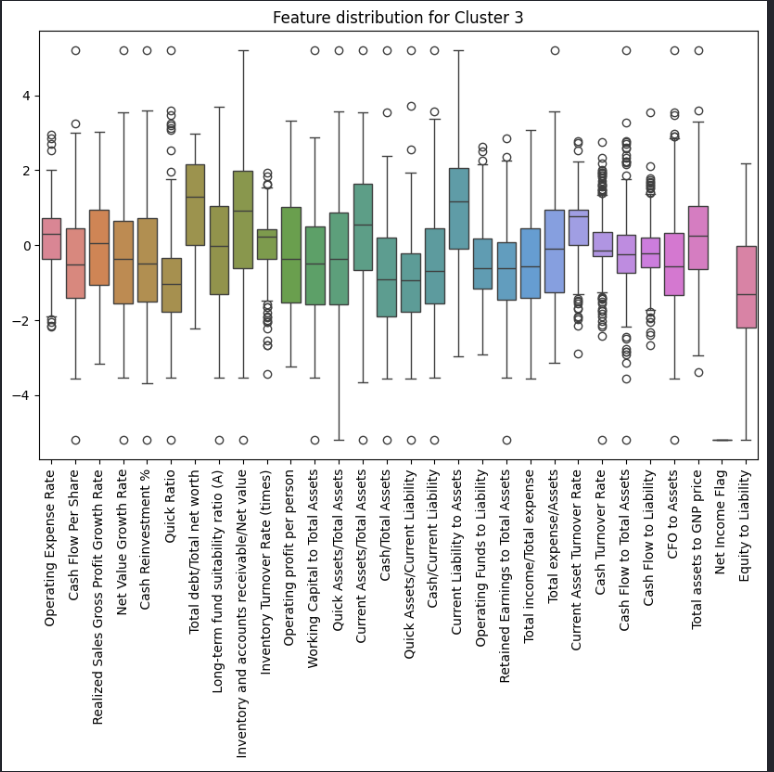 Feature distribution for Cluster 3
4
2
0
−2
−4
Operating Expense Rate
Cash Flow Per Share
Realized Sales Gross Profit Growth Rate
Net Value Growth Rate
Cash Reinvestment %
Quick Ratio
Total debt/Total net worth
Long-term fund suitability ratio (A)
Inventory and accounts receivable/Net value
Inventory Turnover Rate (times)
Operating profit per person
Working Capital to Total Assets
Quick Assets/Total Assets
Current Assets/Total Assets
Cash/Total Assets
Quick Assets/Current Liability
Cash/Current Liability
Current Liability to Assets
Operating Funds to Liability
Retained Earnings to Total Assets
Total income/Total expense
Total expense/Assets
Current Asset Turnover Rate
Cash Turnover Rate
Cash Flow to Total Assets
Cash Flow to Liability
CFO to Assets
Total assets to GNP price
Net Income Flag
Equity to Liability